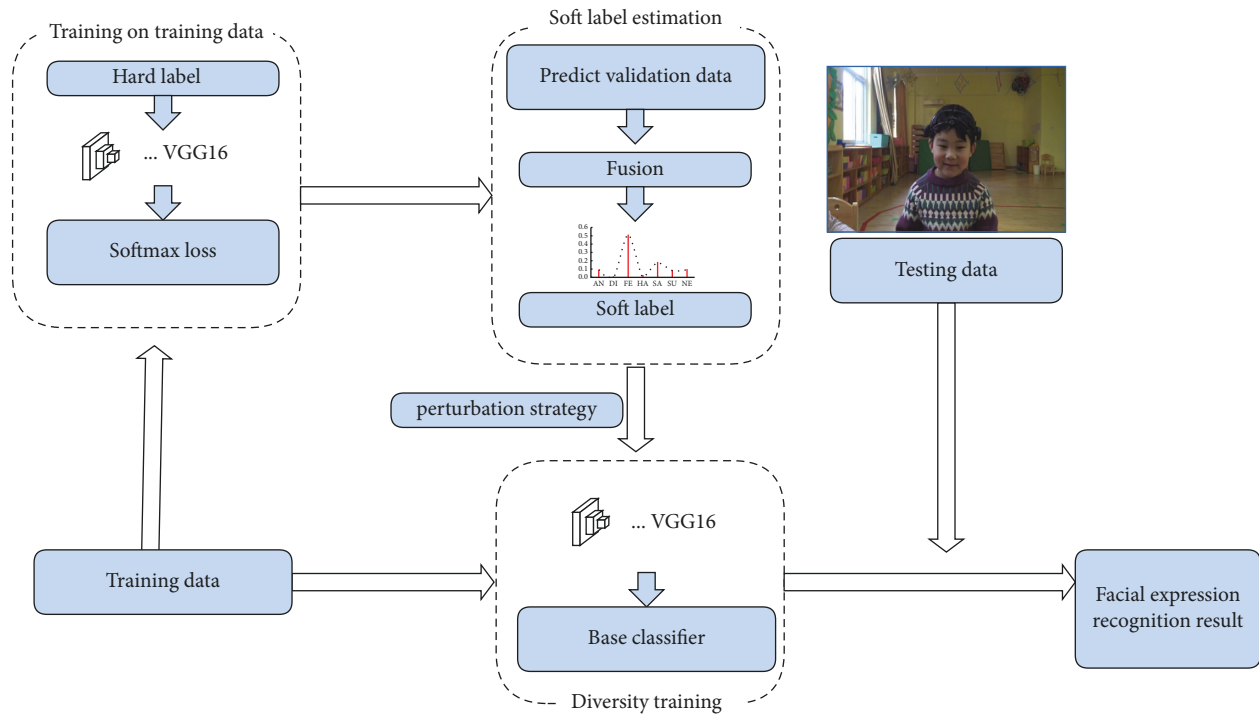 Training on training data
Hard label
... VGG16
Softmax loss
Soft label estimation
Predict validation data
Fusion
0.6
0.5
0.4
0.3
0.2
0.1
0.0
AN DI FE HA SA SU NE
Soft label
Testing data
perturbation strategy
Training data
... VGG16
Base classifier
Diversity training
Facial expression
recognition result